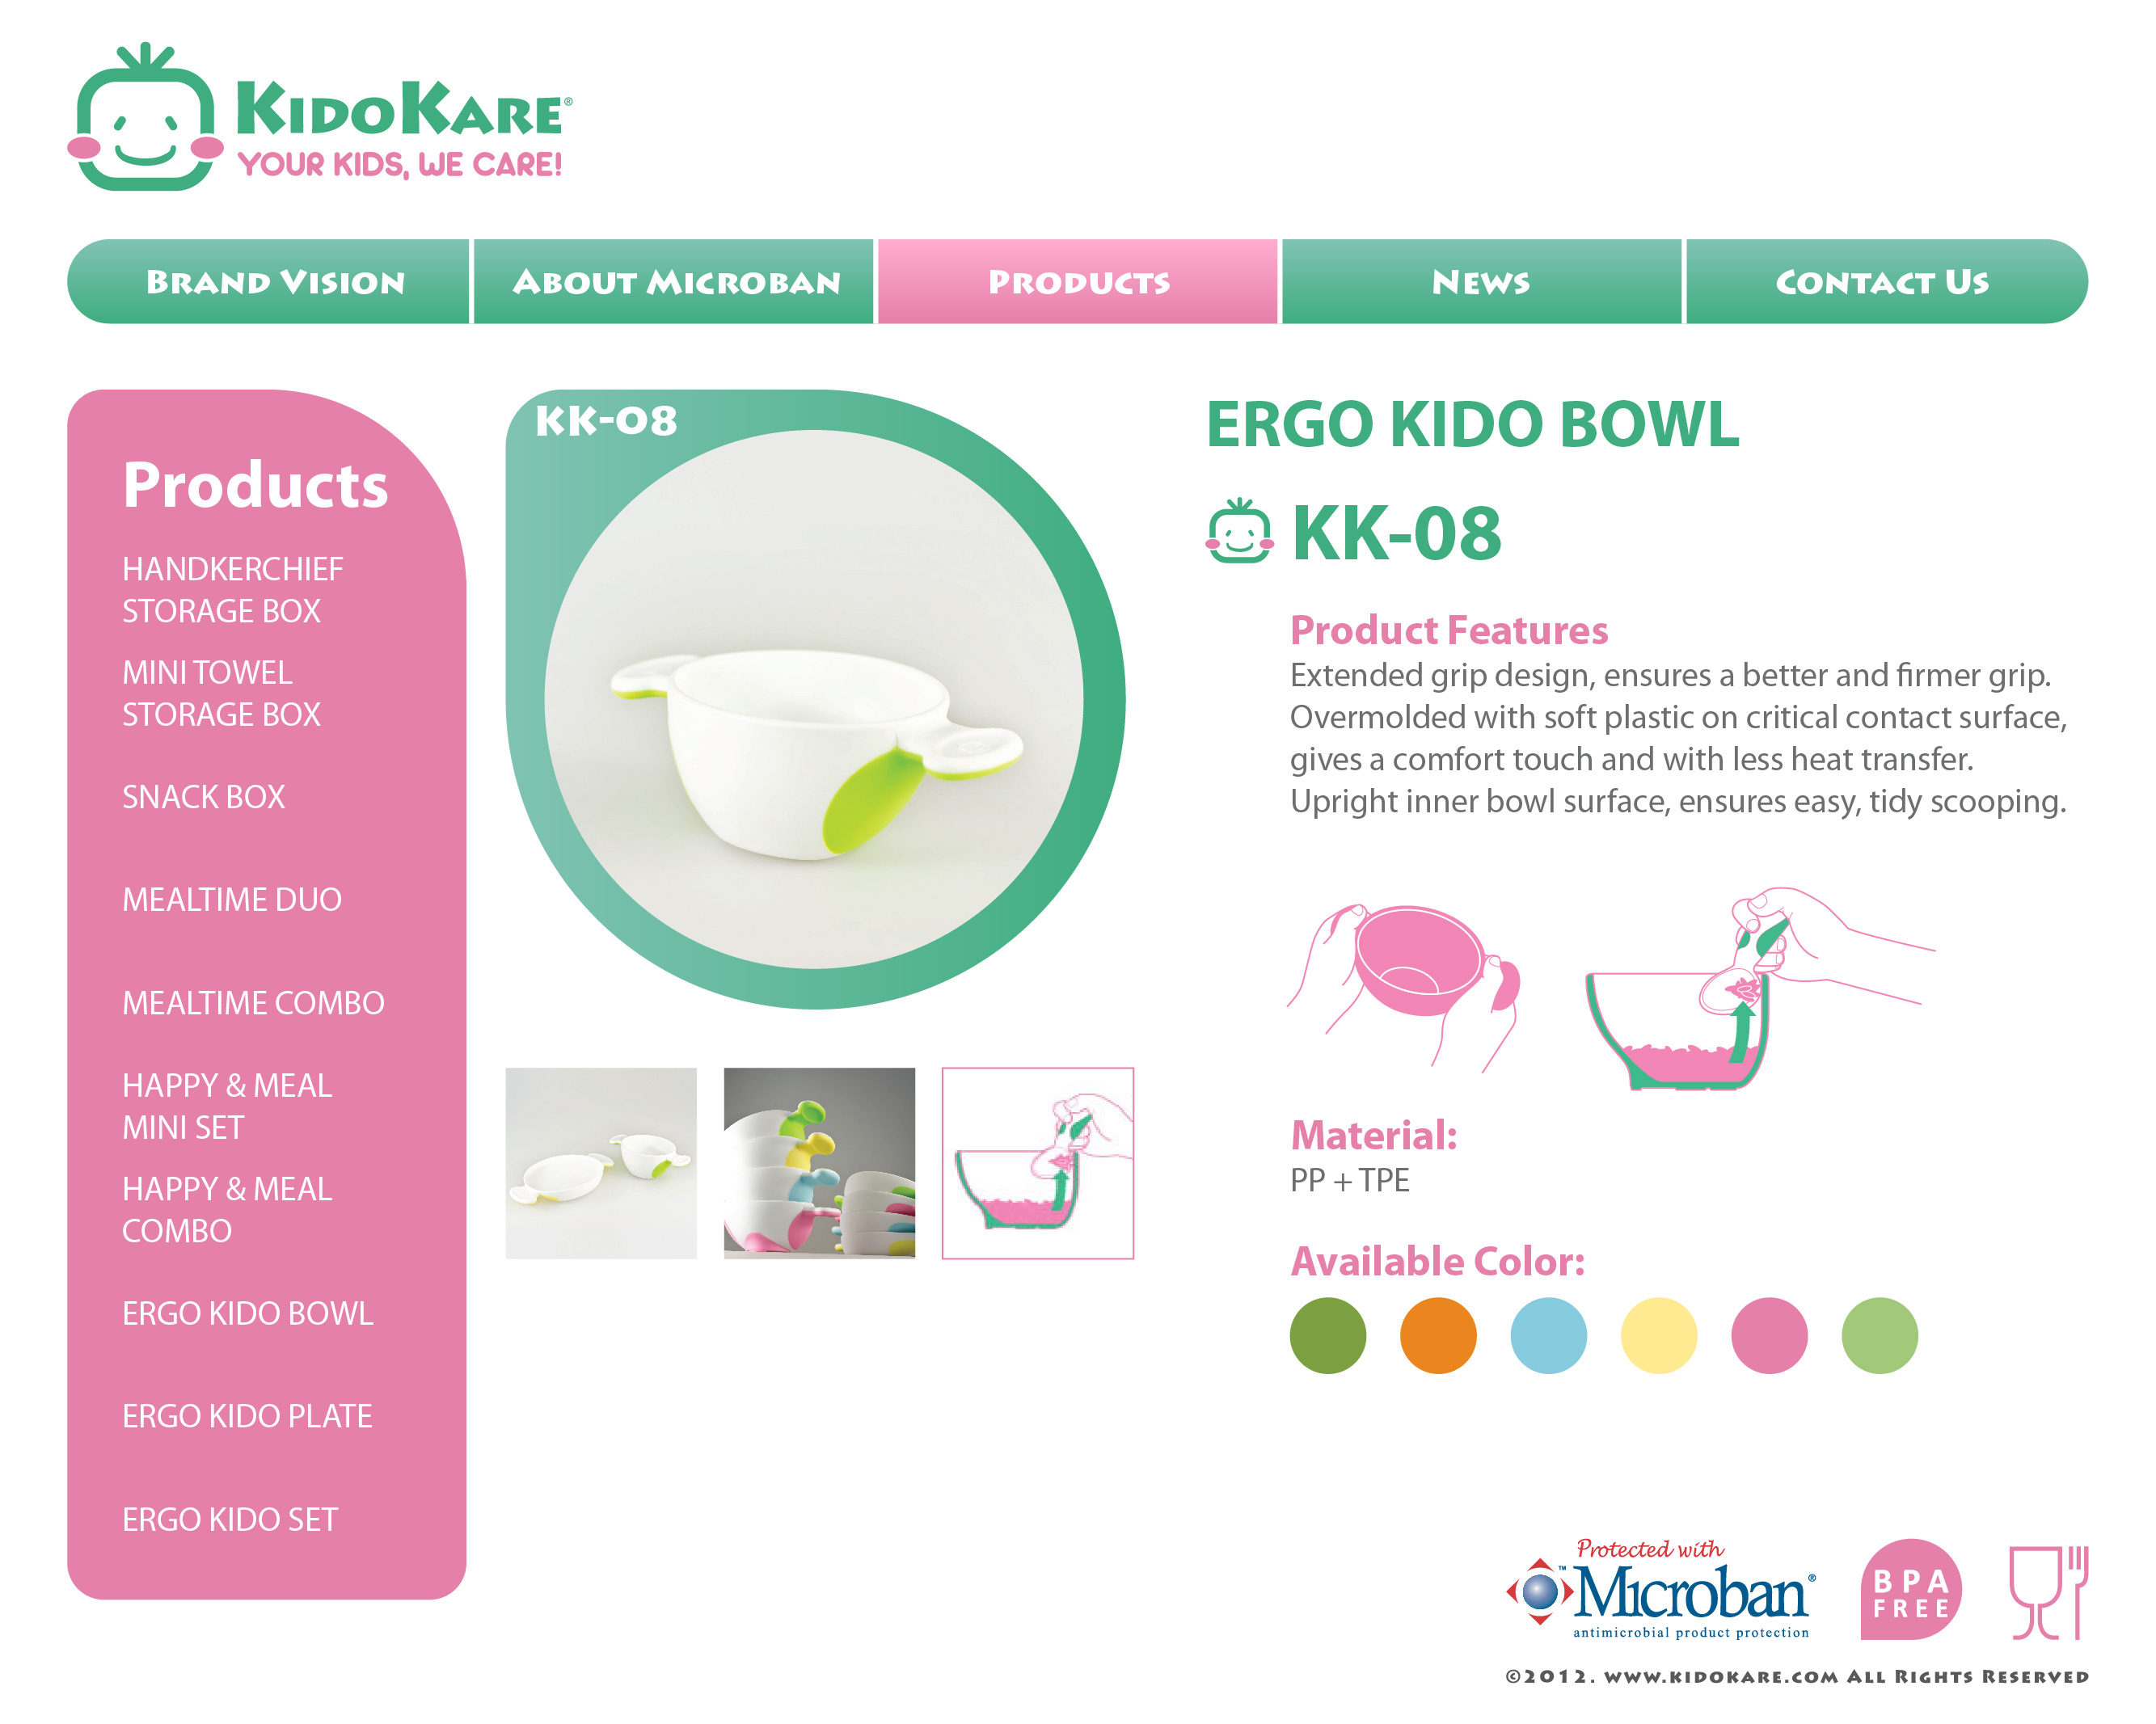 KIDOKARE®
YOUR KIDS, WE CARE!
BRAND VISION
ABOUT MICROBAN
PRODUCTS
NEWS
CONTACT US
Products
HANDKERCHIEF
STORAGE BOX
MINI TOWEL
STORAGE BOX
SNACK BOX
MEALTIME DUO
MEALTIME COMBO
HAPPY & MEAL
MINI SET
HAPPY & MEAL
COMBO
ERGO KIDO BOWL
ERGO KIDO PLATE
ERGO KIDO SET
KK-08
ERGO KIDO BOWL
KK-08
Product Features
Extended grip design, ensures a better and firmer grip.
Overmolded with soft plastic on critical contact surface,
gives a comfort touch and with less heat transfer.
Upright inner bowl surface, ensures easy, tidy scooping.
Material:
PP + TPE
Available Color:
Protected with
™Microban®
antimicrobial product protection
BPA
FREE
©2012. WWW.KIDOKARE.COM ALL RIGHTS RESERVED